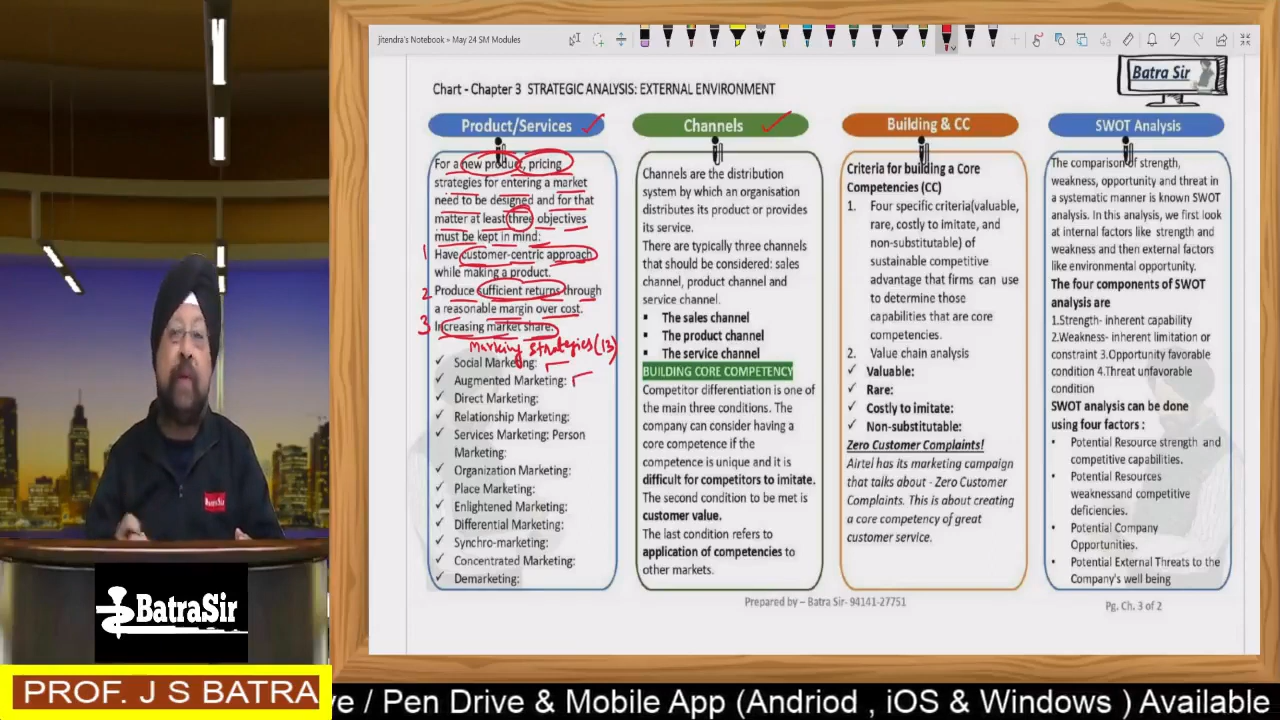 jitendra's Notebook » May 24 SM Modules
Chart - Chapter 3 STRATEGIC ANALYSIS: EXTERNAL ENVIRONMENT
Batra Sir
Product/Services
For a new product, pricing
strategies for entering a market
need to be designed and for that
matter at least three objectives
must be kept in mind:
1 Have customer-centric approach
while making a product.
2 Produce sufficient returns through
a reasonable margin over cost.
3 Increasing market share.
Marking Strategies (13)
✓ Social Marketing:
✓ Augmented Marketing:
✓ Direct Marketing:
✓ Relationship Marketing:
✓ Services Marketing: Person
Marketing:
✓ Organization Marketing:
✓ Place Marketing:
✓ Enlightened Marketing:
✓ Differential Marketing:
✓ Synchro-marketing:
✓ Concentrated Marketing:
✓ Demarketing:
Channels
Channels are the distribution
system by which an organisation
distributes its product or provides
its service.
There are typically three channels
that should be considered: sales
channel, product channel and
service channel.
▪ The sales channel
▪ The product channel
▪ The service channel
BUILDING CORE COMPETENCY
Competitor differentiation is one of
the main three conditions. The
company can consider having a
core competence if the
competence is unique and it is
difficult for competitors to imitate.
The second condition to be met is
customer value.
The last condition refers to
application of competencies to
other markets.
Building & CC
Criteria for building a Core
Competencies (CC)
1. Four specific criteria(valuable,
rare, costly to imitate, and
non-substitutable) of
sustainable competitive
advantage that firms can use
to determine those
capabilities that are core
competencies.
2. Value chain analysis
✓ Valuable:
✓ Rare:
✓ Costly to imitate:
✓ Non-substitutable:
Zero Customer Complaints!
Airtel has its marketing campaign
that talks about - Zero Customer
Complaints. This is about creating
a core competency of great
customer service.
SWOT Analysis
The comparison of strength,
weakness, opportunity and threat in
a systematic manner is known SWOT
analysis. In this analysis, we first look
at internal factors like strength and
weakness and then external factors
like environmental opportunity.
The four components of SWOT
analysis are
1.Strength- inherent capability
2.Weakness- inherent limitation or
constraint 3.Opportunity favorable
condition 4.Threat unfavorable
condition
SWOT analysis can be done
using four factors :
• Potential Resource strength and
competitive capabilities.
• Potential Resources
weaknessand competitive
deficiencies.
• Potential Company
Opportunities.
• Potential External Threats to the
Company's well being
Prepared by – Batra Sir- 94141-27751
Pg. Ch. 3 of 2
BatraSir
PROF. J S BATRA
ve / Pen Drive & Mobile App (Andriod , iOS & Windows ) Available